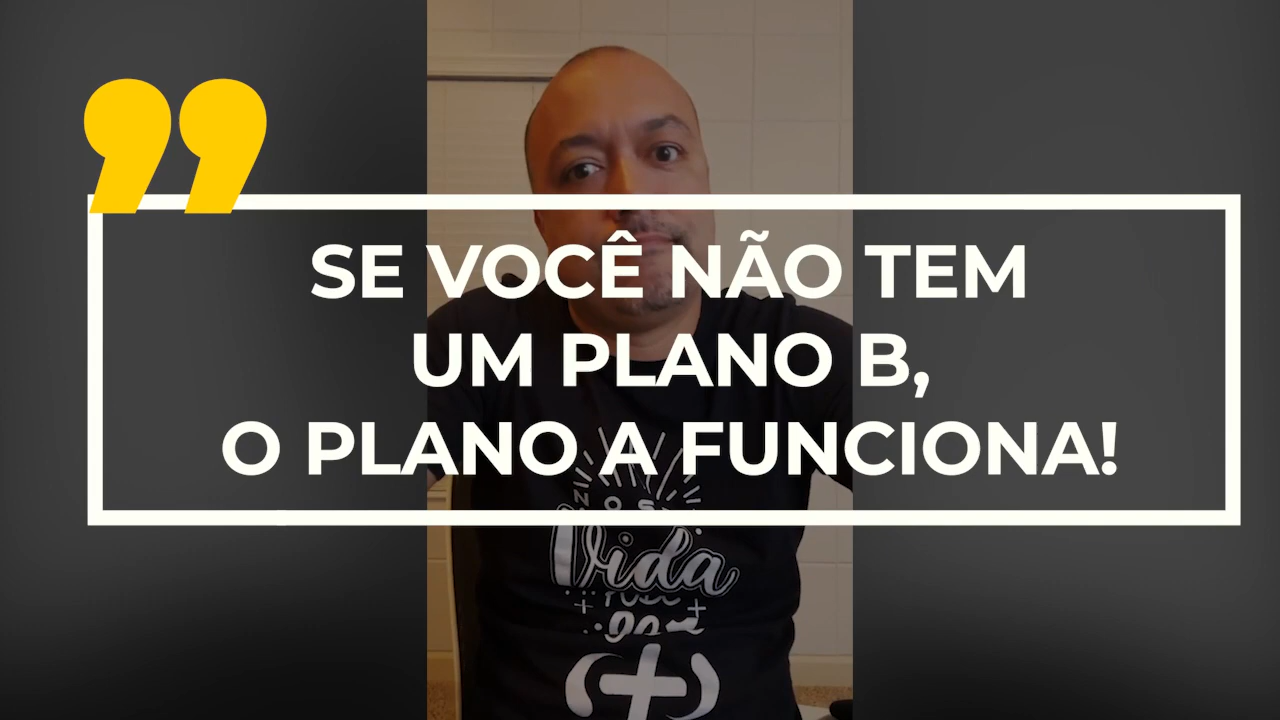 SE VOCÊ NÃO TEM
UM PLANO B,
O PLANO A FUNCIONA!
Vida